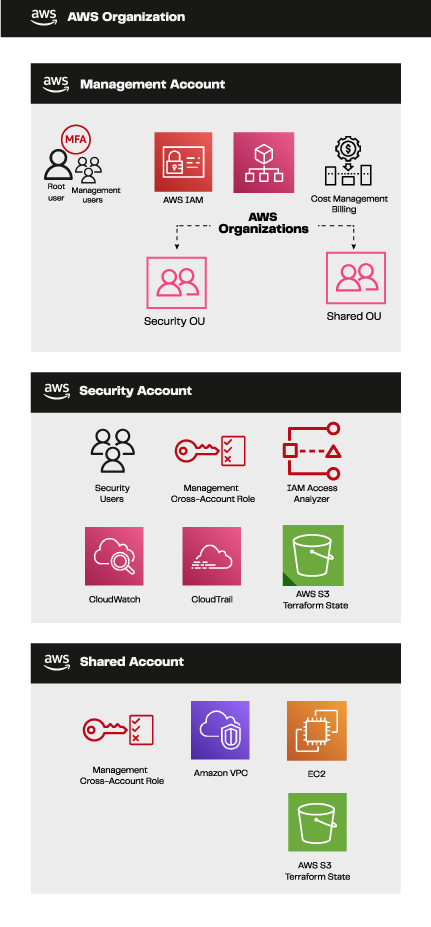 aws AWS Organization
aws Management Account
MFA
Root
user
Management
users
AWS IAM
Cost Management
Billing
AWS
Organizations
Security OU
Shared OU
aws Security Account
Security
Users
Management
Cross-Account Role
IAM Access
Analyzer
CloudWatch
CloudTrail
AWS S3
Terraform State
aws Shared Account
Management
Cross-Account Role
Amazon VPC
EC2
AWS S3
Terraform State